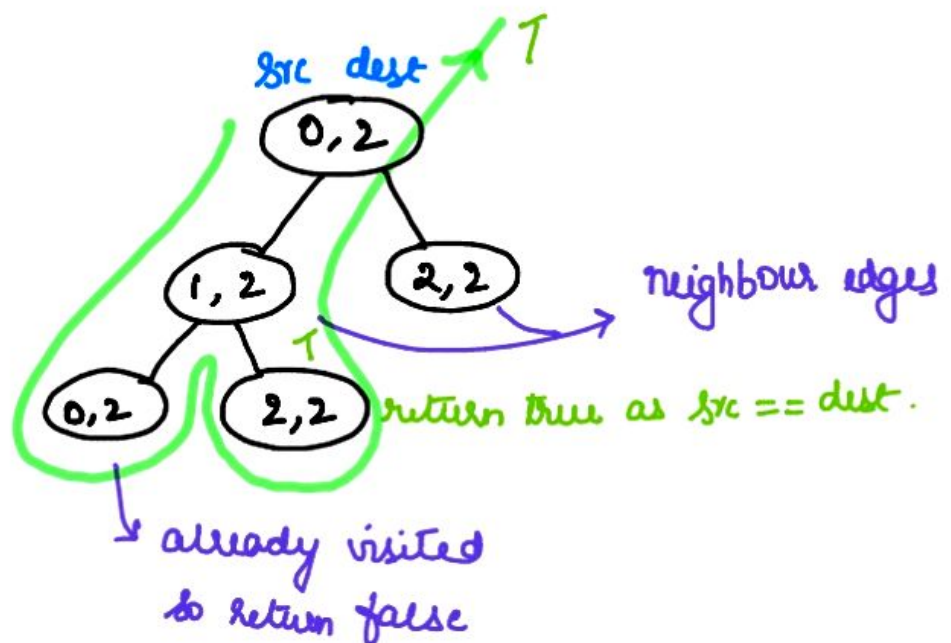 T
src dest
0, 2
1, 2
2, 2
neighbour edges
T
0, 2
2, 2
return true as src == dest.
already visited
so return false